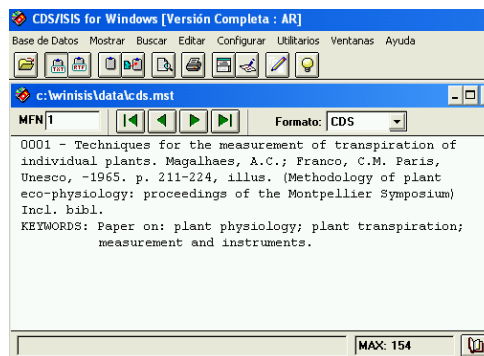 CDS/ISIS for Windows [Versión Completa : AR]
Base de Datos Mostrar Buscar Editar Configurar Utilitarios Ventanas Ayuda
TXT RTF
c:\winisis\data\cds.mst
MFN 1 Formato: CDS
0001 - Techniques for the measurement of transpiration of
individual plants. Magalhaes, A.C.; Franco, C.M. Paris,
Unesco, -1965. p. 211-224, illus. (Methodology of plant
eco-physiology: proceedings of the Montpellier Symposium)
Incl. bibl.
KEYWORDS: Paper on: plant physiology; plant transpiration;
measurement and instruments.
MAX: 154